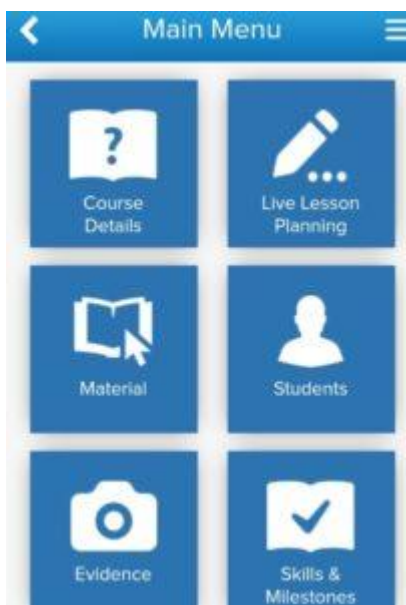 Main Menu
?
Course
Details
Live Lesson
Planning
Material
Students
Evidence
Skills &
Milestones